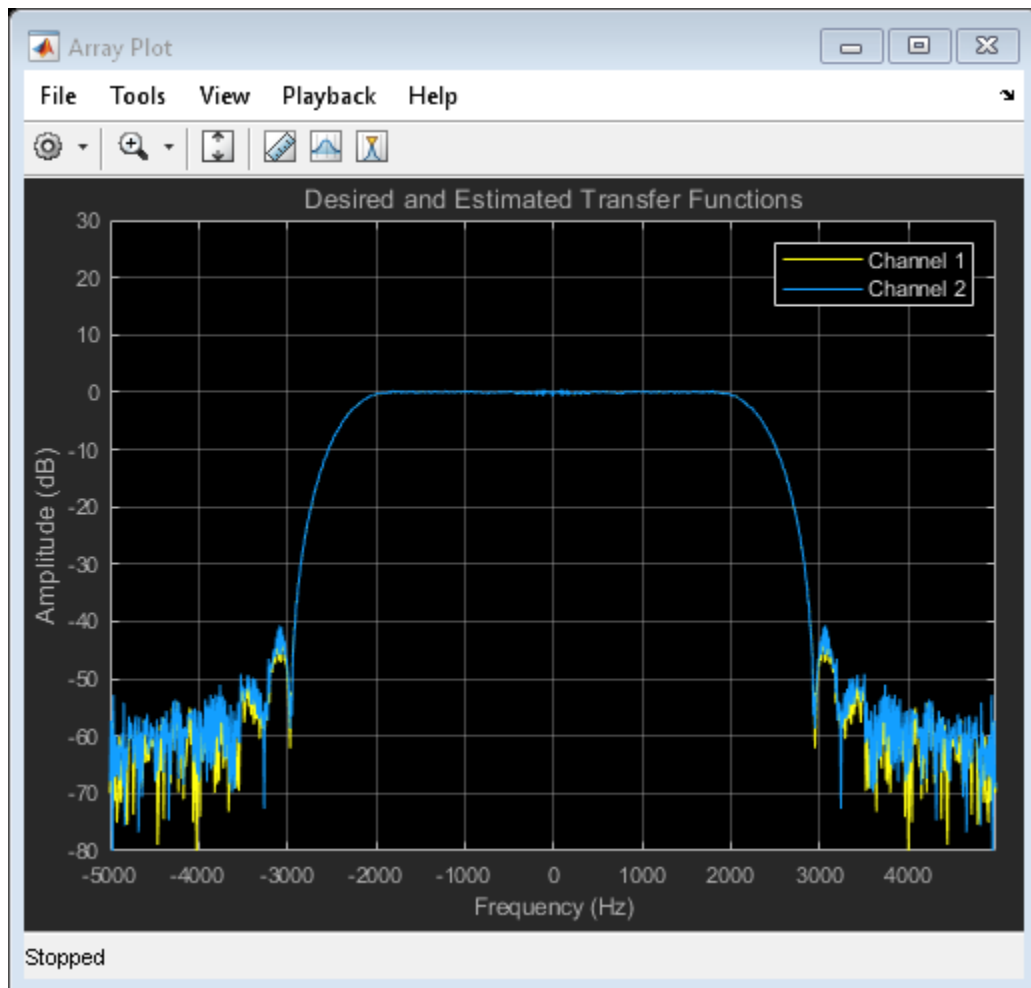 Array Plot
File Tools View Playback Help
Desired and Estimated Transfer Functions
Channel 1
Channel 2
30
20
10
0
-10
-20
-30
-40
-50
-60
-70
-80
Amplitude (dB)
-5000 -4000 -3000 -2000 -1000 0 1000 2000 3000 4000
Frequency (Hz)
Stopped